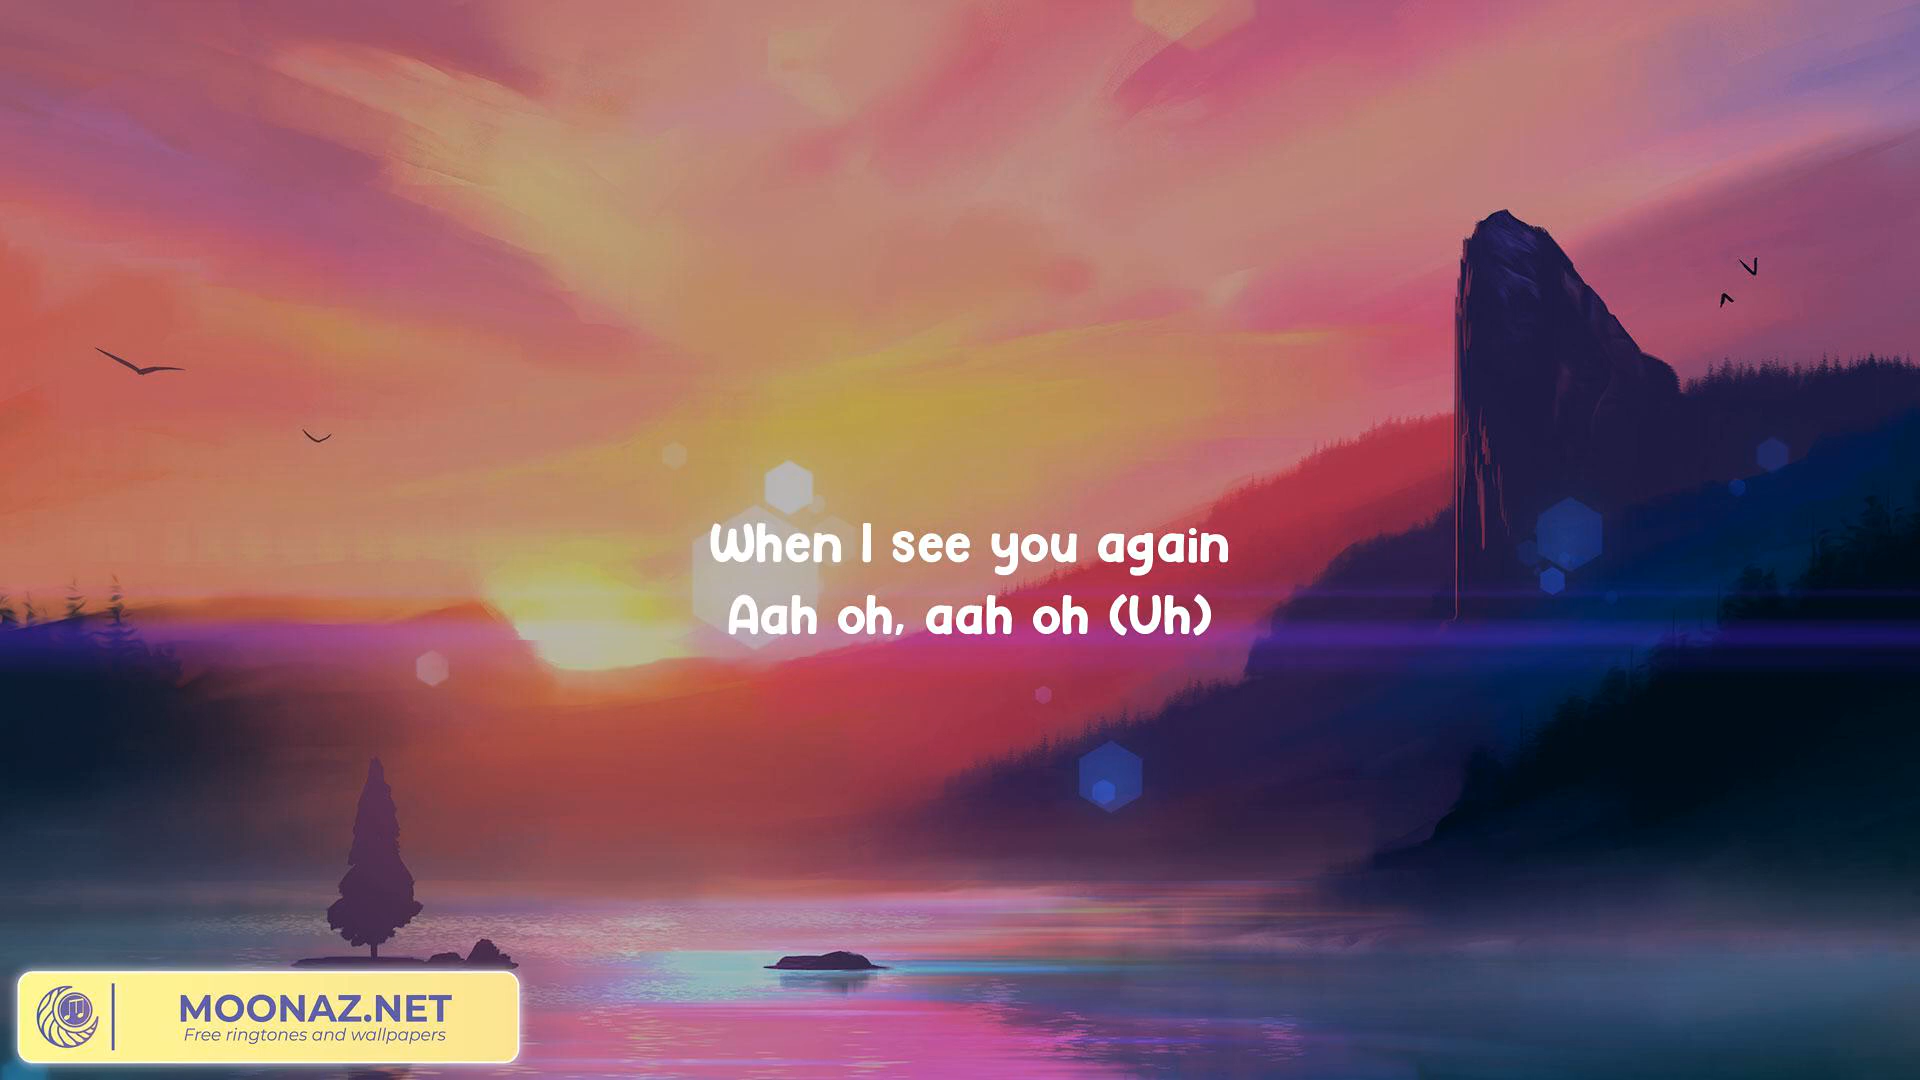 When I see you again
Aah oh, aah oh (Uh)
MOONAZ.NET
Free ringtones and wallpapers